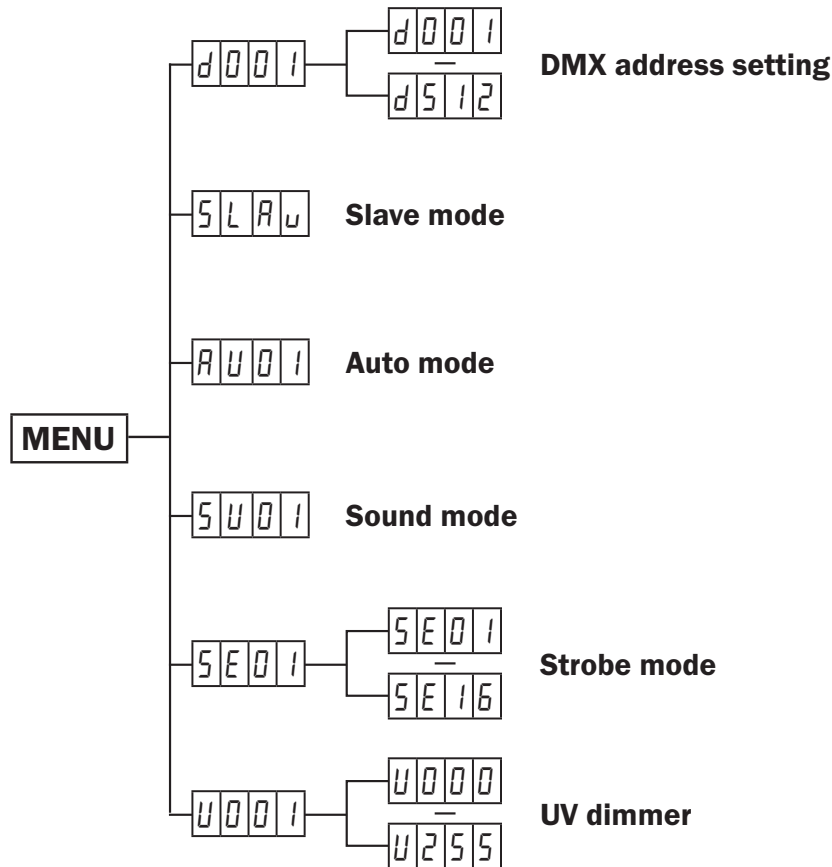 d001
d001
—
d512
DMX address setting
SLAu
Slave mode
AU01
Auto mode
MENU
SU01
Sound mode
SE01
SE01
—
SE16
Strobe mode
U001
U000
—
U255
UV dimmer